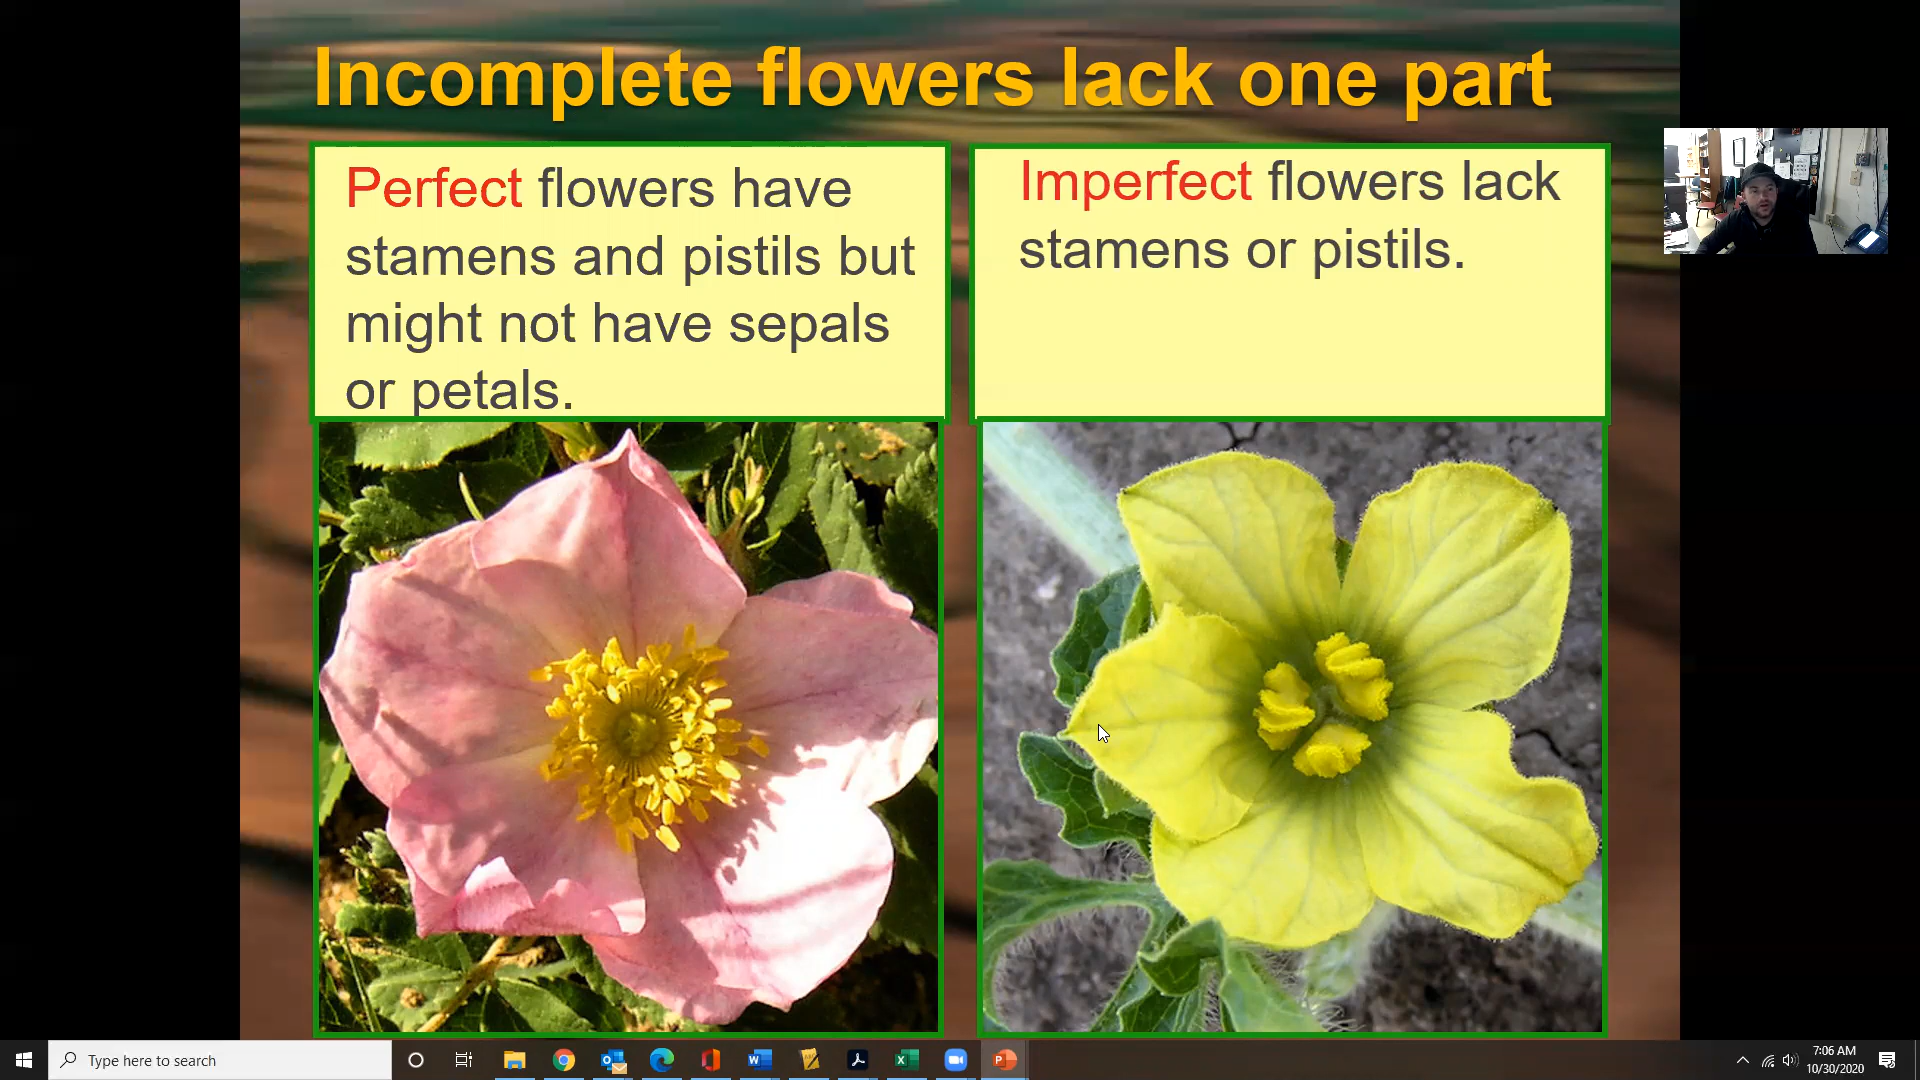 Incomplete flowers lack one part
Perfect flowers have
stamens and pistils but
might not have sepals
or petals.
Imperfect flowers lack
stamens or pistils.
Type here to search
7:06 AM
10/30/2020